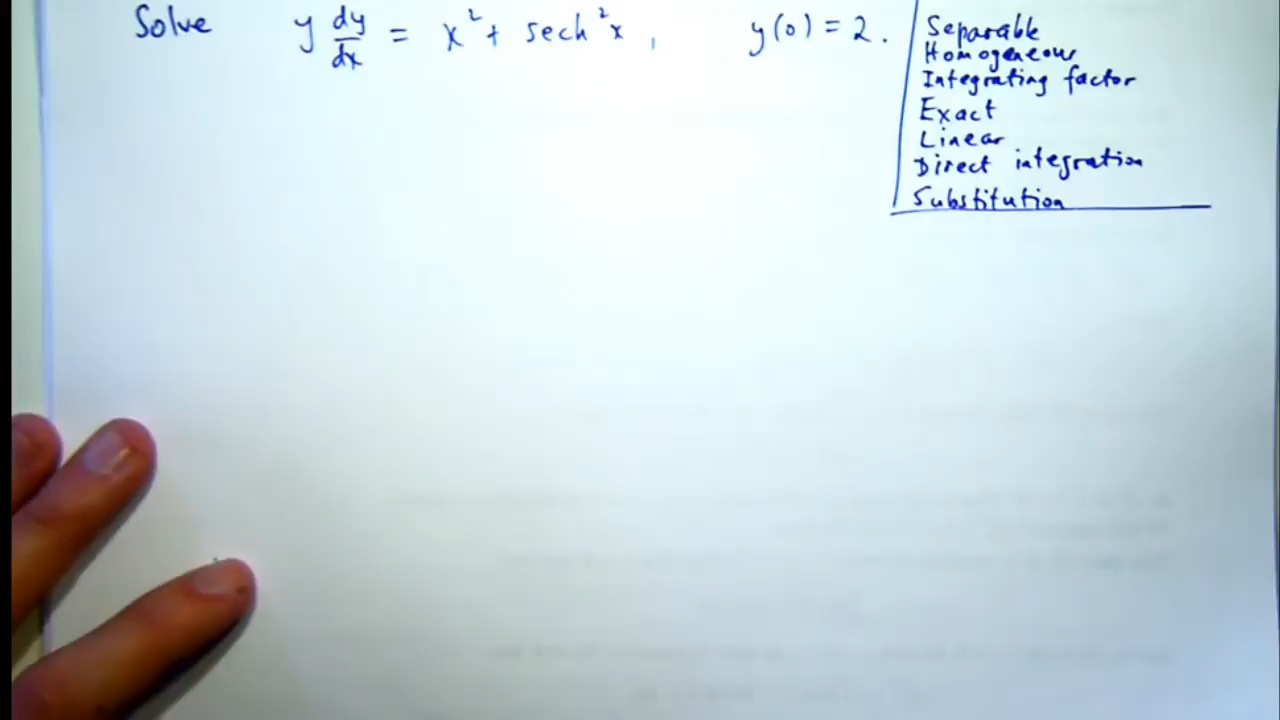 Solve y dy/dx = x² + sech²x, y(0) = 2.
Separable
Homogeneous
Integrating factor
Exact
Linear
Direct integration
Substitution